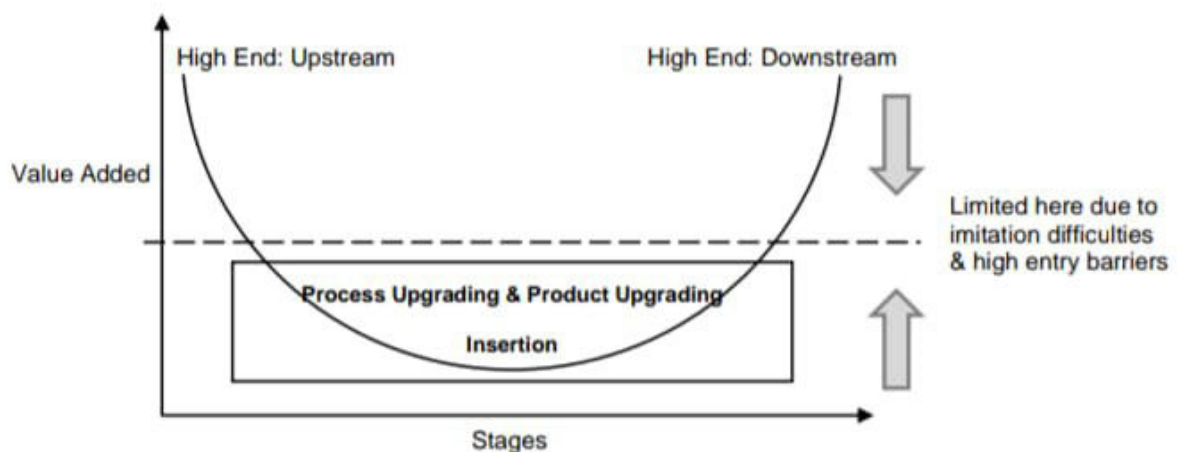 High End: Upstream
High End: Downstream
Value Added
Limited here due to
imitation difficulties
& high entry barriers
Process Upgrading & Product Upgrading
Insertion
Stages